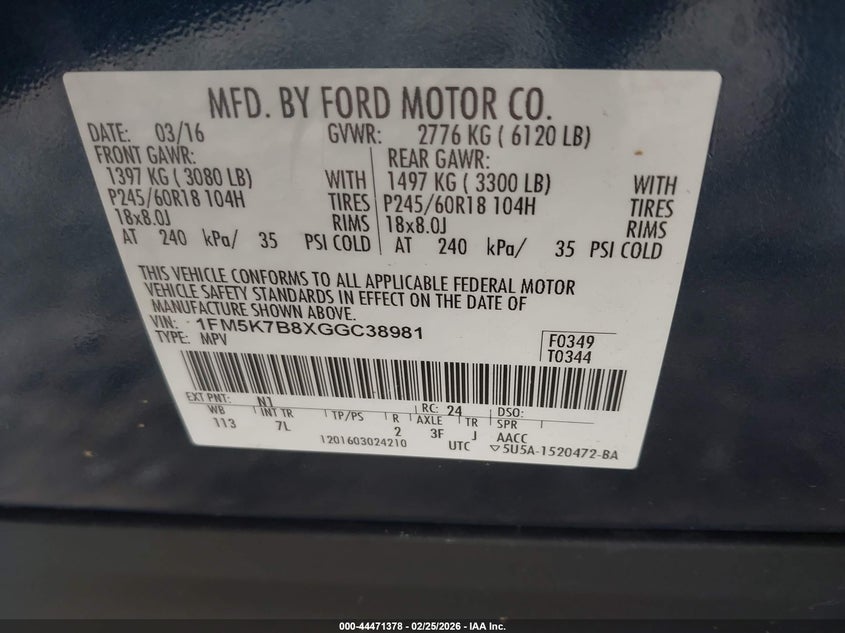 MFD. BY FORD MOTOR CO.
DATE: 03/16 GVWR: 2776 KG ( 6120 LB)
FRONT GAWR: REAR GAWR:
1397 KG ( 3080 LB) WITH 1497 KG ( 3300 LB) WITH
P245/60R18 104H TIRES P245/60R18 104H TIRES
18x8.0J RIMS 18x8.0J RIMS
AT 240 kPa/ 35 PSI COLD AT 240 kPa/ 35 PSI COLD
THIS VEHICLE CONFORMS TO ALL APPLICABLE FEDERAL MOTOR
VEHICLE SAFETY STANDARDS IN EFFECT ON THE DATE OF
MANUFACTURE SHOWN ABOVE.
VIN: 1FM5K7B8XGGC38981 F0349
TYPE: MPV T0344
EXT PNT: N1 RC: 24 DSO:
WB INT TR TP/PS R AXLE TR SPR
113 7L 2 3F J AACC
1201603024210 UTC ▽5U5A-1520472-BA
000-44471378 - 02/25/2026 - IAA Inc.